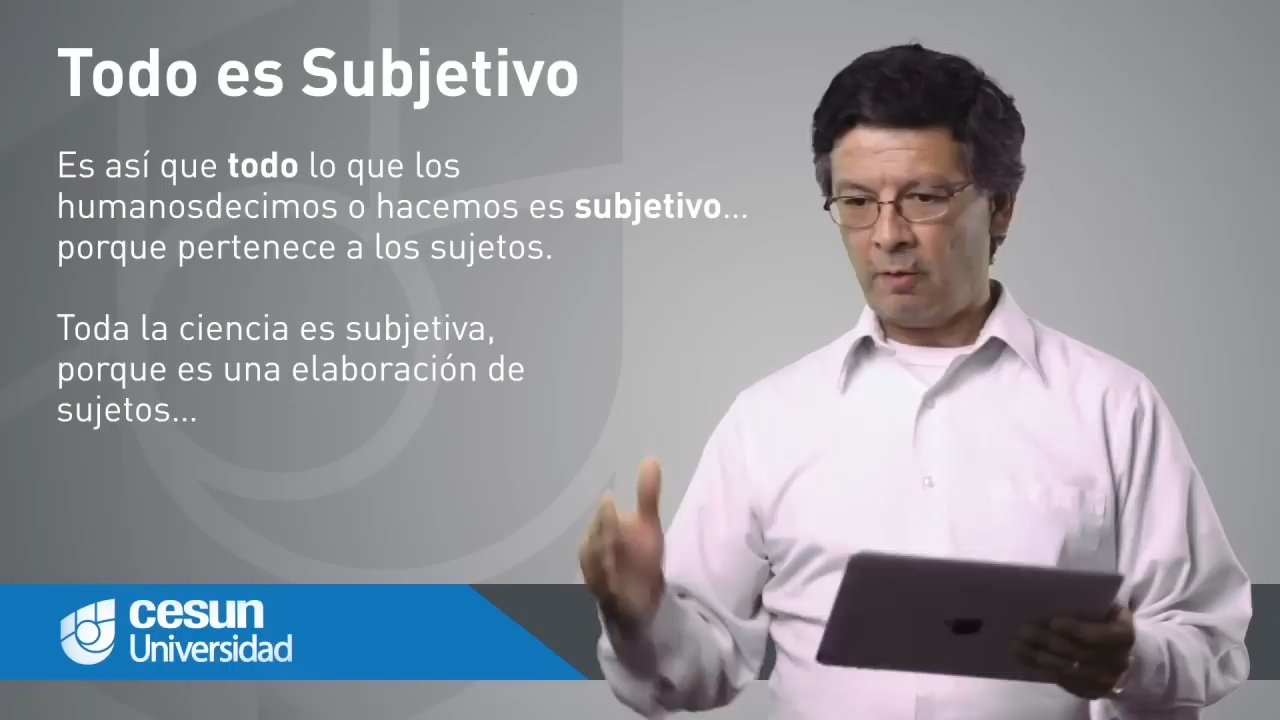 Todo es Subjetivo
Es así que todo lo que los
humanosdecimos o hacemos es subjetivo...
porque pertenece a los sujetos.
Toda la ciencia es subjetiva,
porque es una elaboración de
sujetos...
cesun
Universidad